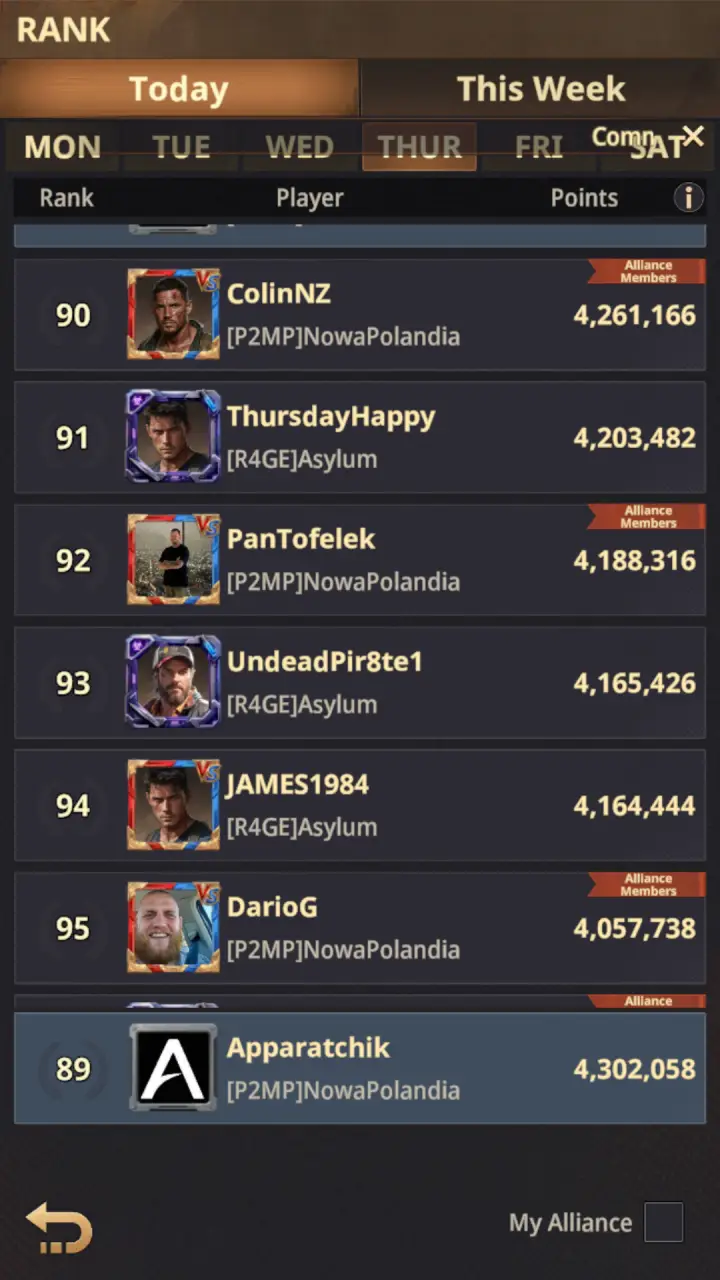 RANK
Today
This Week
MON
TUE
WED
THUR
FRI
SAT
Rank
Player
Points
Alliance
Members
90
ColinNZ
[P2MP]NowaPolandia
4,261,166
91
ThursdayHappy
[R4GE]Asylum
4,203,482
Alliance
Members
92
PanTofelek
[P2MP]NowaPolandia
4,188,316
93
UndeadPir8te1
[R4GE]Asylum
4,165,426
94
JAMES1984
[R4GE]Asylum
4,164,444
Alliance
Members
95
DarioG
[P2MP]NowaPolandia
4,057,738
Alliance
89
Apparatchik
[P2MP]NowaPolandia
4,302,058
My Alliance